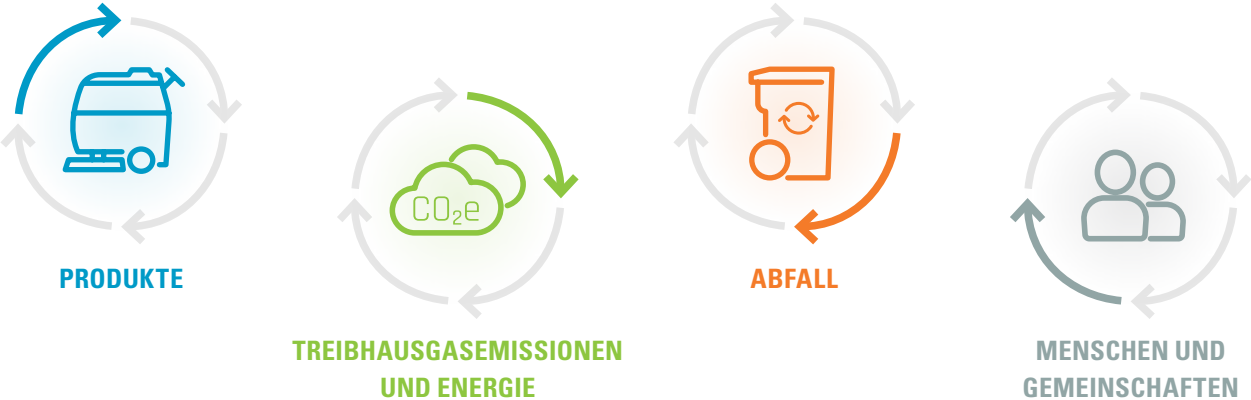 PRODUKTE
CO₂e
TREIBHAUSGASEMISSIONEN
UND ENERGIE
ABFALL
MENSCHEN UND
GEMEINSCHAFTEN